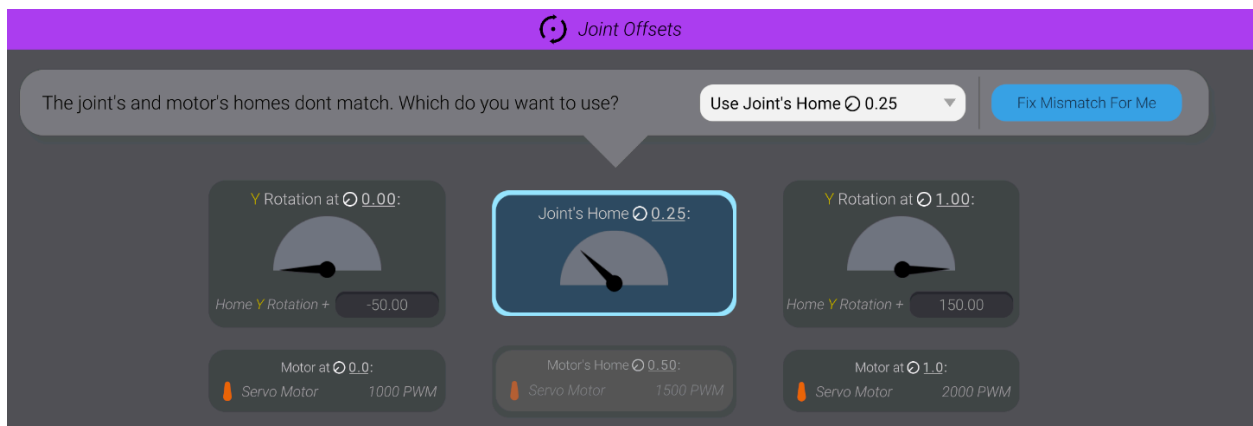 Joint Offsets
The joint's and motor's homes dont match. Which do you want to use?
Use Joint's Home 0.25
Fix Mismatch For Me
Y Rotation at 0.00:
Home Y Rotation + -50.00
Joint's Home 0.25:
Y Rotation at 1.00:
Home Y Rotation + 150.00
Motor at 0.0:
Servo Motor 1000 PWM
Motor's Home 0.50:
Servo Motor 1500 PWM
Motor at 1.0:
Servo Motor 2000 PWM